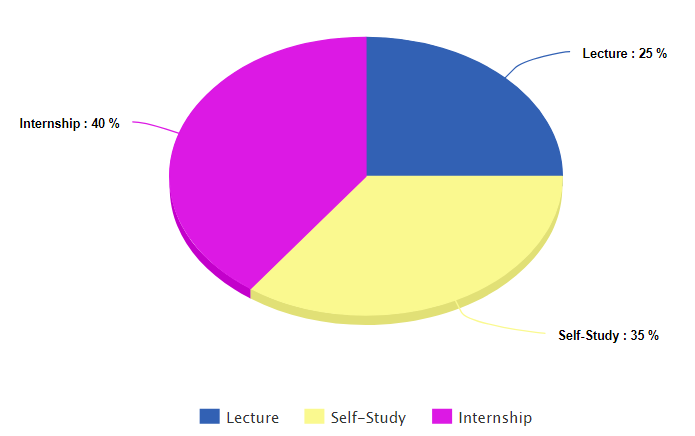 Lecture : 25 %
Internship : 40 %
Self-Study : 35 %
Lecture
Self-Study
Internship